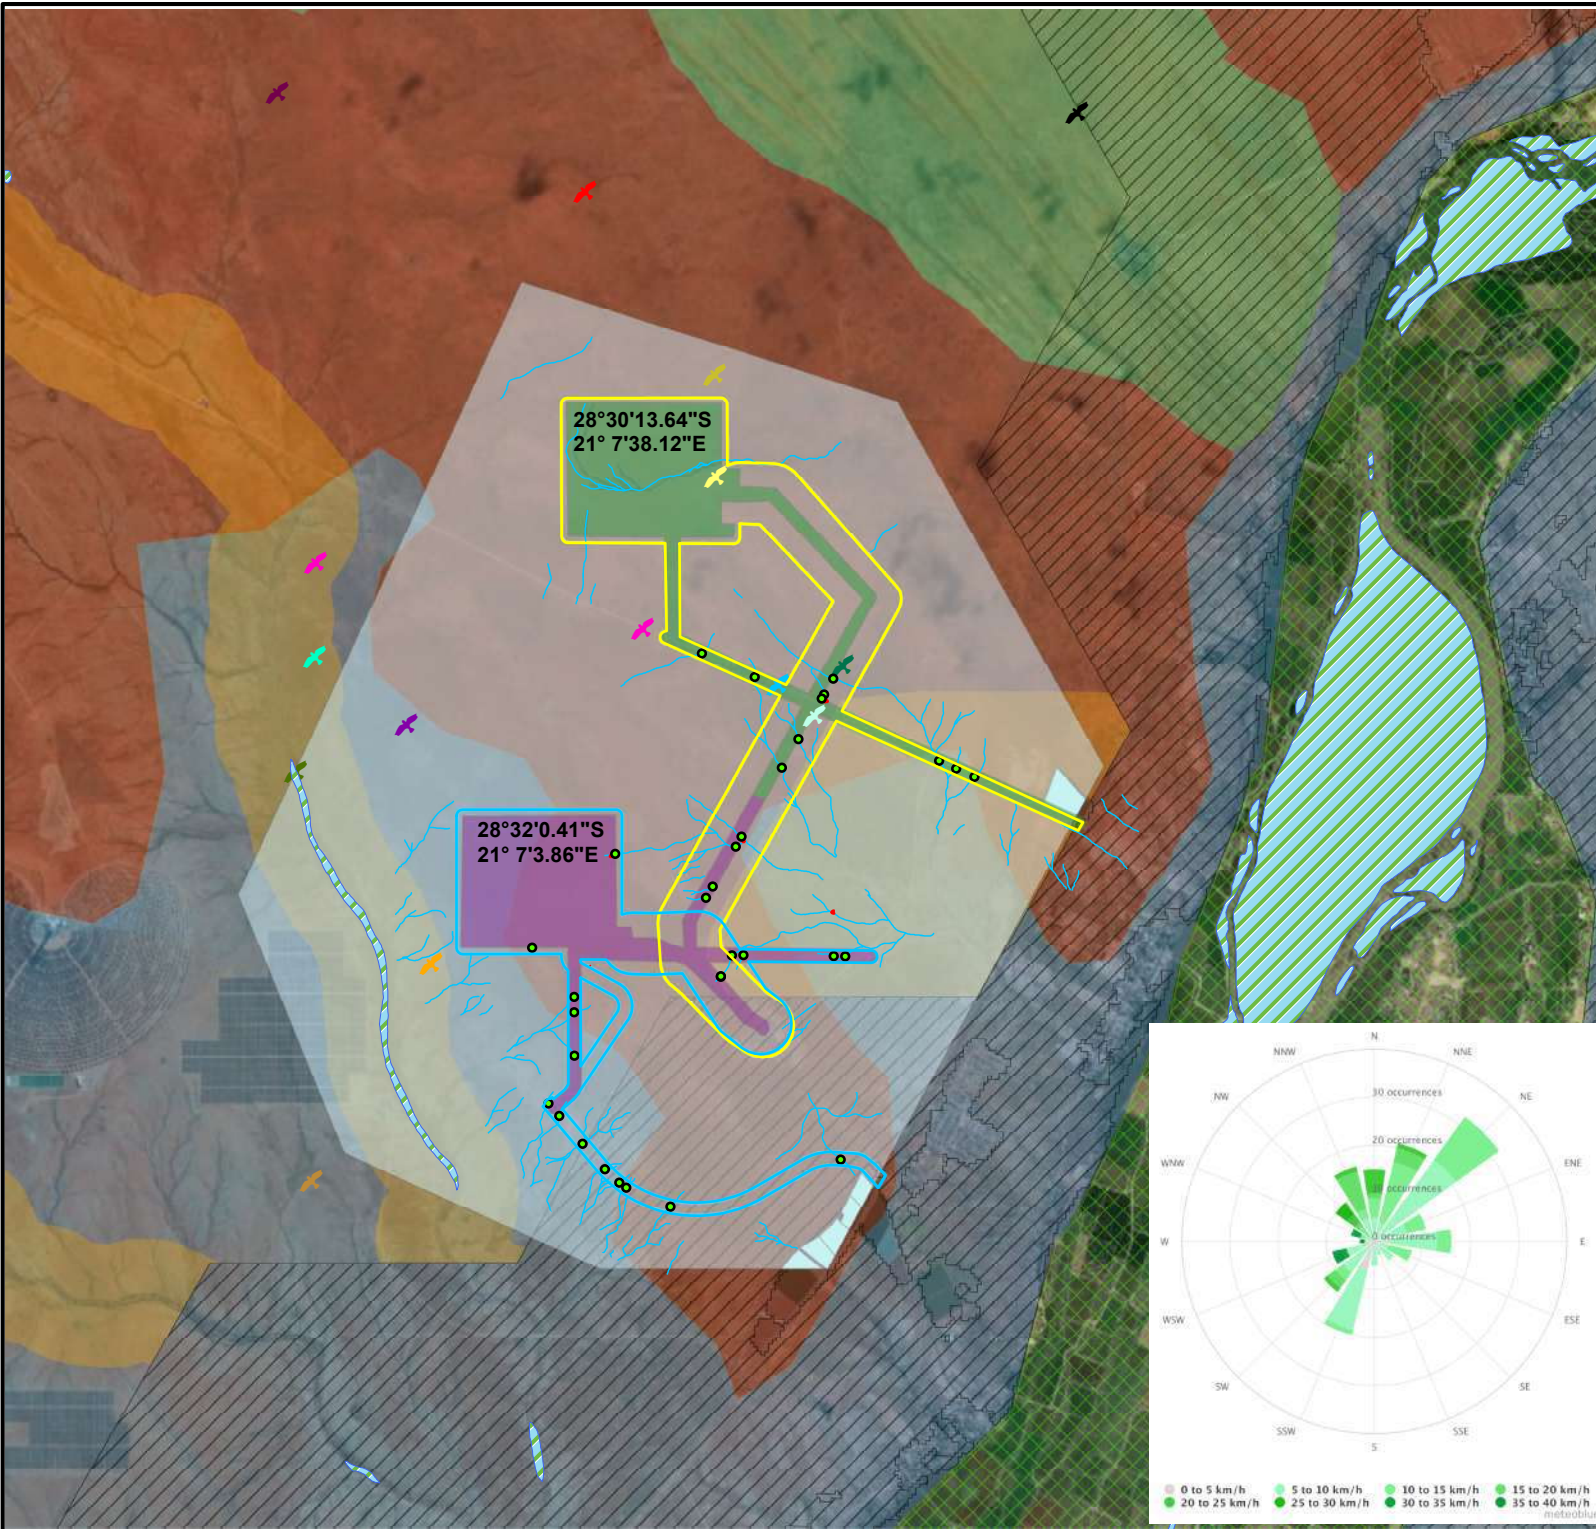 28°30'13.64"S
21° 7'38.12"E
28°32'0.41"S
21° 7'3.86"E
N
NNW
NNE
NW
NE
30 occurrences
20 occurrences
WNW
ENE
10 occurrences
0 occurrences
W
E
WSW
ESE
SW
SE
SSW
SSE
S
0 to 5 km/h
5 to 10 km/h
10 to 15 km/h
15 to 20 km/h
20 to 25 km/h
25 to 30 km/h
30 to 35 km/h
35 to 40 km/h